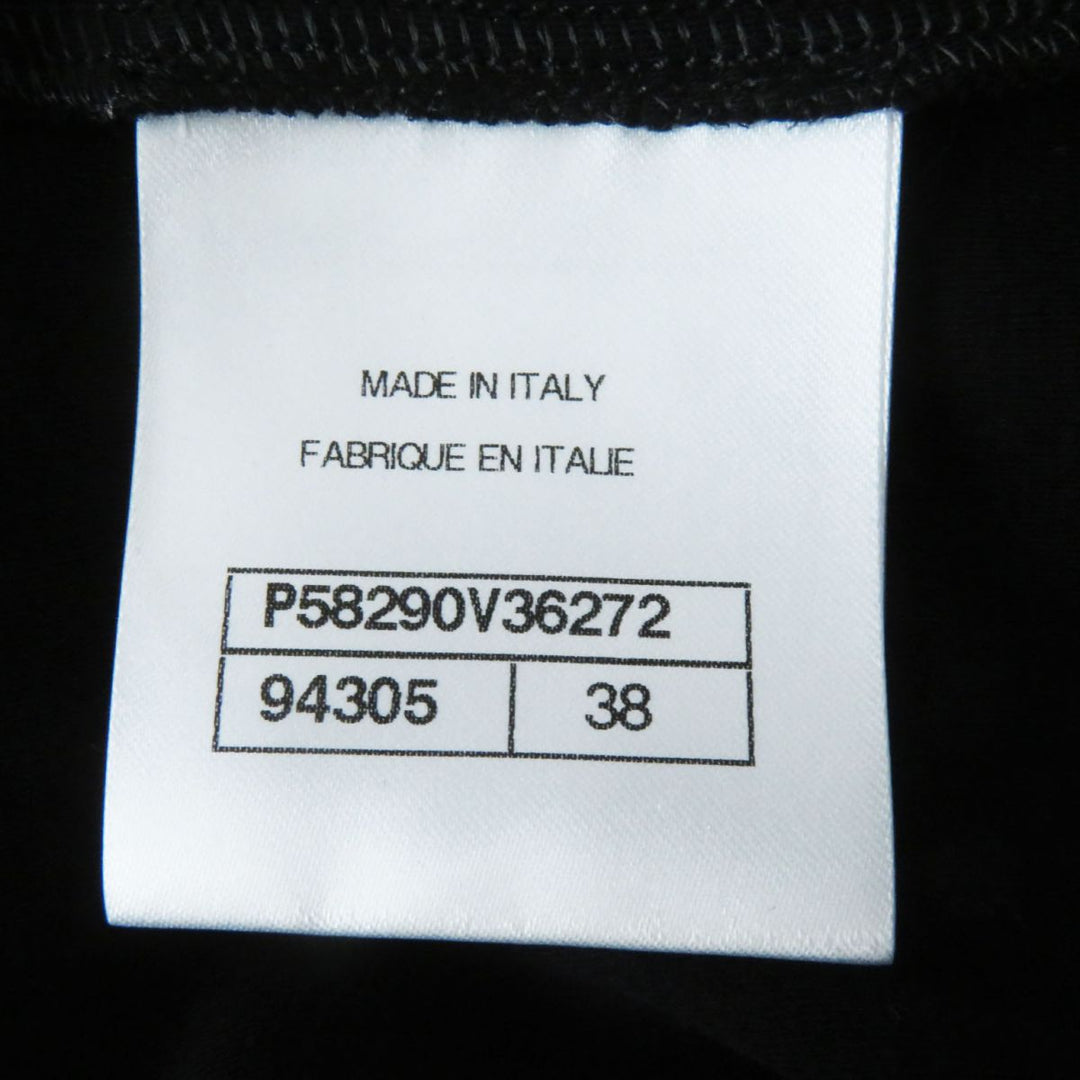 MADE IN ITALY
FABRIQUE EN ITALIE
P58290V36272
94305 38